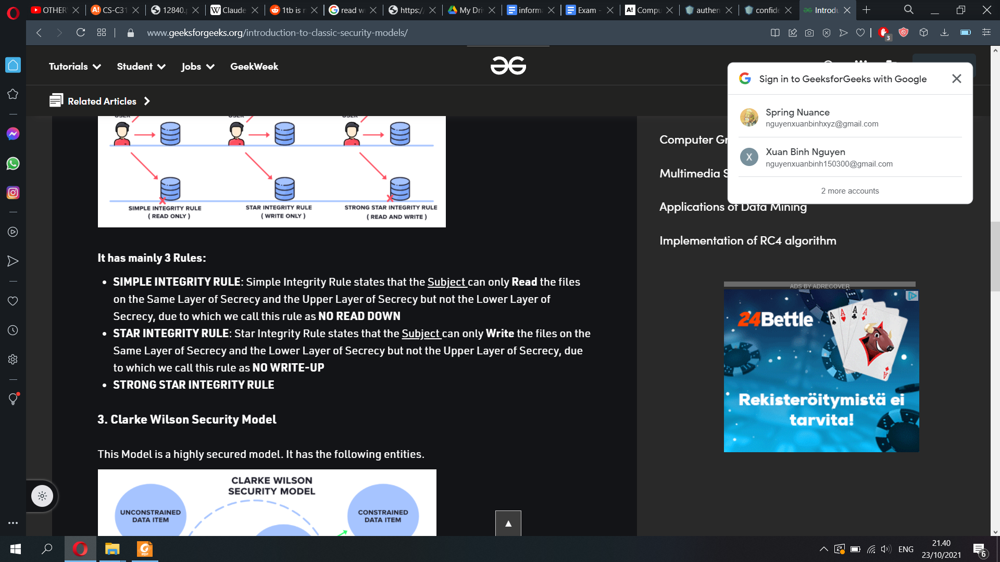 OTHER
CS-C31
12840.p
Claude
1tb is r
read w
https:/
My Dri
inform
Exam -
Compu
authen
confide
Introdu
www.geeksforgeeks.org/introduction-to-classic-security-models/
3
Tutorials
Student
Jobs
GeekWeek
Related Articles
Sign in to GeeksforGeeks with Google
Spring Nuance
nguyenxuanbinhxyz@gmail.com
X
Xuan Binh Nguyen
nguyenxuanbinh150300@gmail.com
2 more accounts
USER
USER
USER
SIMPLE INTEGRITY RULE
( READ ONLY )
STAR INTEGRITY RULE
( WRITE ONLY )
STRONG STAR INTEGRITY RULE
( READ AND WRITE )
It has mainly 3 Rules:
• SIMPLE INTEGRITY RULE: Simple Integrity Rule states that the Subject can only Read the files
on the Same Layer of Secrecy and the Upper Layer of Secrecy but not the Lower Layer of
Secrecy, due to which we call this rule as NO READ DOWN
• STAR INTEGRITY RULE: Star Integrity Rule states that the Subject can only Write the files on the
Same Layer of Secrecy and the Lower Layer of Secrecy but not the Upper Layer of Secrecy, due
to which we call this rule as NO WRITE-UP
• STRONG STAR INTEGRITY RULE
3. Clarke Wilson Security Model
This Model is a highly secured model. It has the following entities.
CLARKE WILSON
SECURITY MODEL
UNCONSTRAINED
DATA ITEM
CONSTRAINED
DATA ITEM
Computer Gr
Multimedia S
Applications of Data Mining
Implementation of RC4 algorithm
ADS BY ADRECOVER
24Bettle
A
A
A
A
Rekisteröitymistä ei
tarvita!
▲
PDF
ENG
21.40
23/10/2021
6